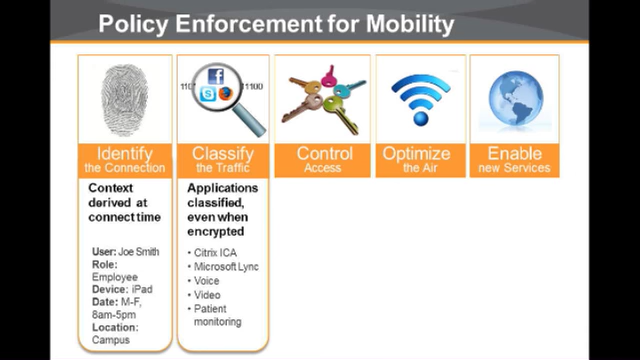 Policy Enforcement for Mobility
1101
11100
Identify
the Connection
Classify
the Traffic
Control
Access
Optimize
the Air
Enable
new Services
Context
derived at
connect time
User: Joe Smith
Role:
Employee
Device: iPad
Date: M-F,
8am-5pm
Location:
Campus
Applications
classified,
even when
encrypted
• Citrix ICA
• Microsoft Lync
• Voice
• Video
• Patient
monitoring